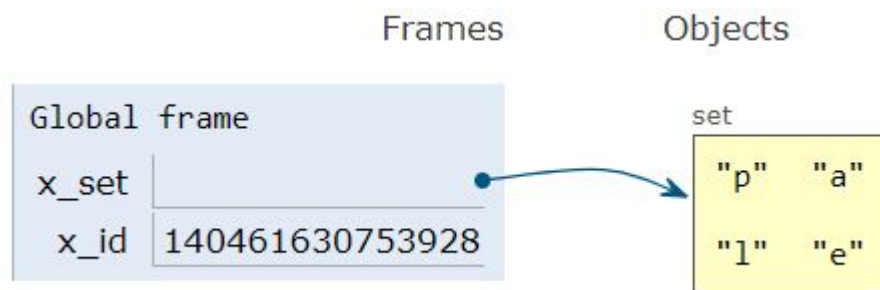 Frames Objects
Global frame
set
x_set
"p" "a"
x_id 140461630753928
"l" "e"